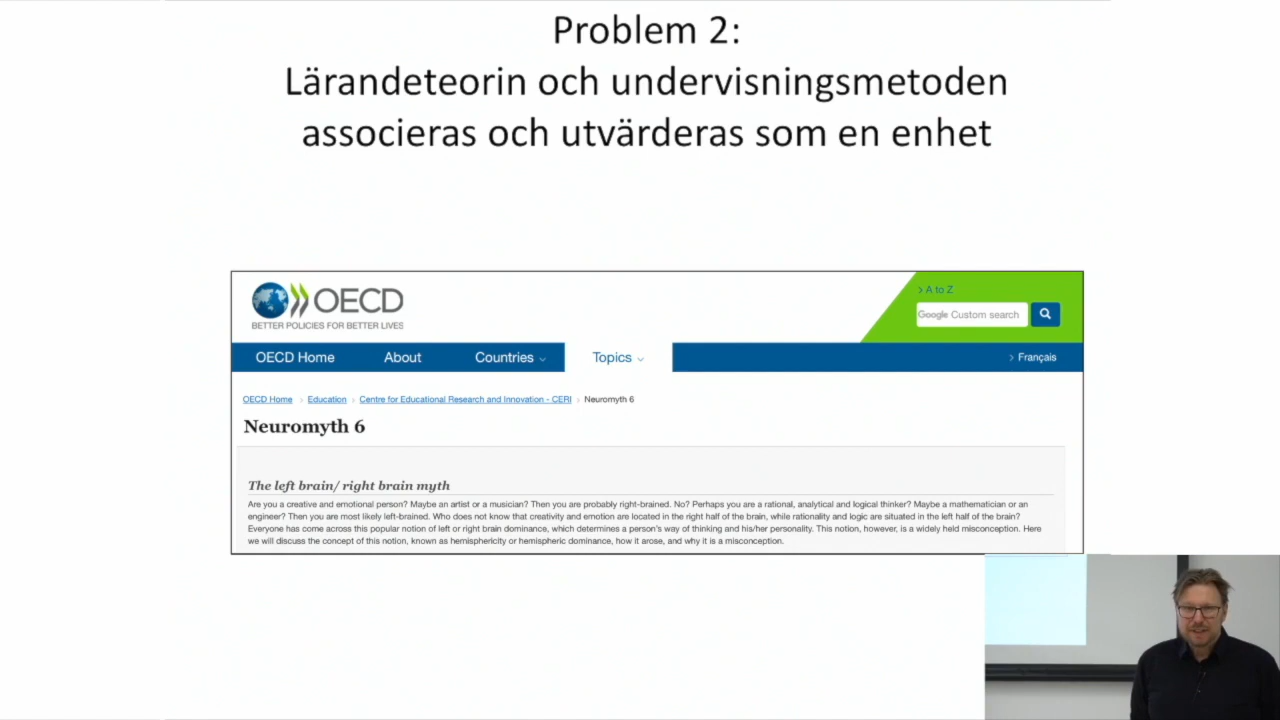 Problem 2:
Lärandeteorin och undervisningsmetoden
associeras och utvärderas som en enhet
OECD
BETTER POLICIES FOR BETTER LIVES
> A to Z
Google Custom search
OECD Home About Countries Topics > Français
OECD Home > Education > Centre for Educational Research and Innovation - CERI > Neuromyth 6
Neuromyth 6
The left brain/ right brain myth
Are you a creative and emotional person? Maybe an artist or a musician? Then you are probably right-brained. No? Perhaps you are a rational, analytical and logical thinker? Maybe a mathematician or an
engineer? Then you are most likely left-brained. Who does not know that creativity and emotion are located in the right half of the brain, while rationality and logic are situated in the left half of the brain?
Everyone has come across this popular notion of left or right brain dominance, which determines a person's way of thinking and his/her personality. This notion, however, is a widely held misconception. Here
we will discuss the concept of this notion, known as hemisphericity or hemispheric dominance, how it arose, and why it is a misconception.